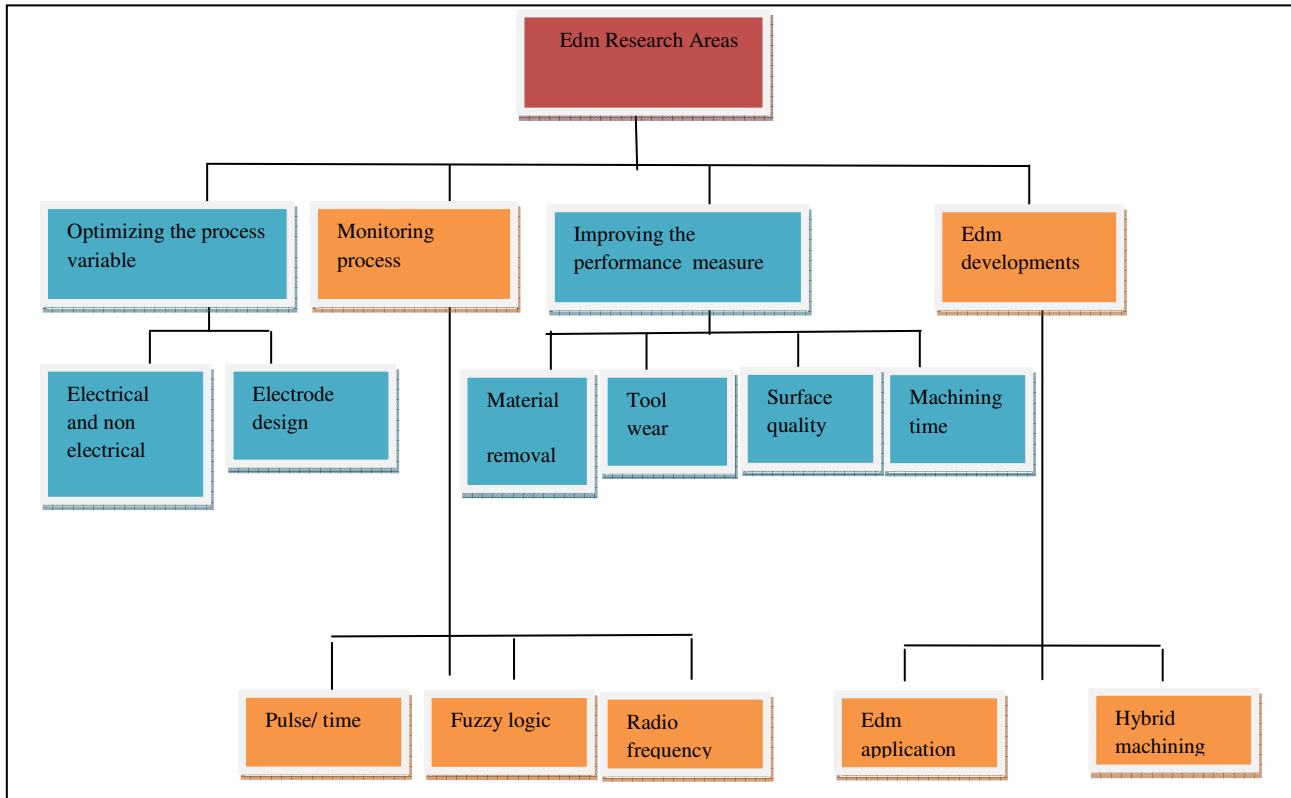 Edm Research Areas
Optimizing the process
variable
Monitoring
process
Improving the
performance measure
Edm
developments
Electrical
and non
electrical
Electrode
design
Material
removal
Tool
wear
Surface
quality
Machining
time
Pulse/ time
Fuzzy logic
Radio
frequency
Edm
application
Hybrid
machining